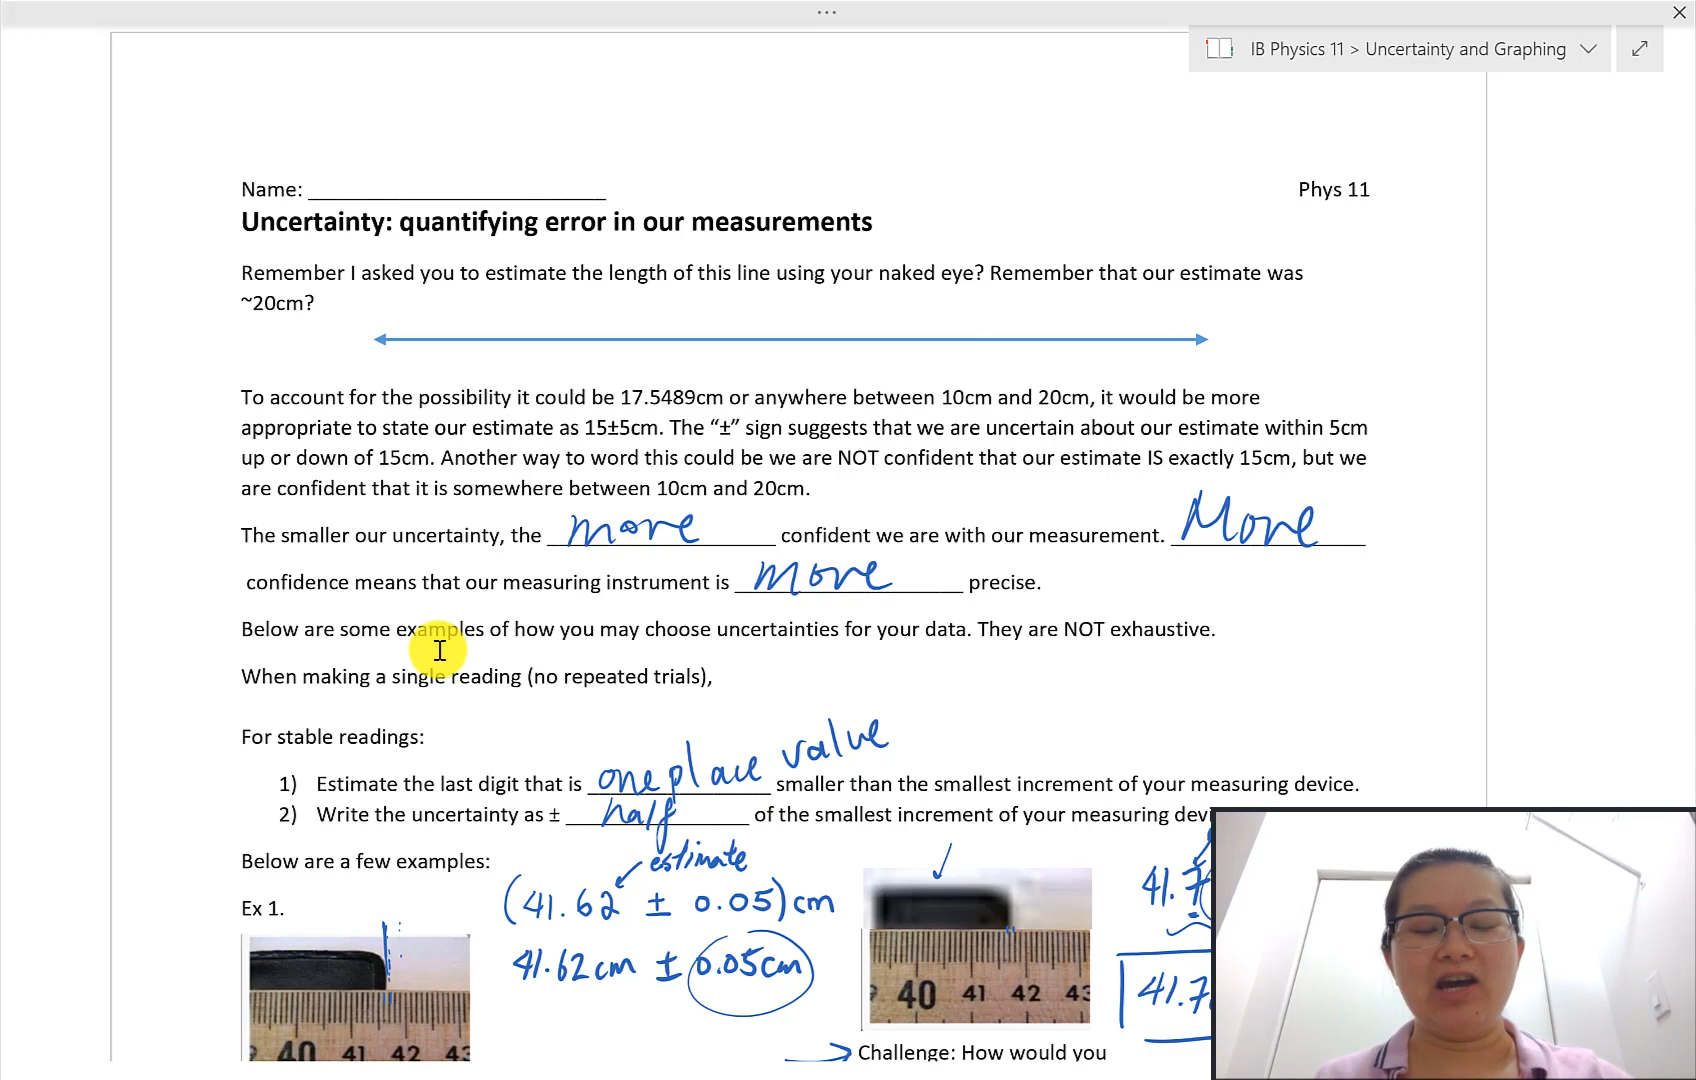 IB Physics 11 > Uncertainty and Graphing
Name: ___________________________ Phys 11
Uncertainty: quantifying error in our measurements
Remember I asked you to estimate the length of this line using your naked eye? Remember that our estimate was
~20cm?
To account for the possibility it could be 17.5489cm or anywhere between 10cm and 20cm, it would be more
appropriate to state our estimate as 15±5cm. The “±” sign suggests that we are uncertain about our estimate within 5cm
up or down of 15cm. Another way to word this could be we are NOT confident that our estimate IS exactly 15cm, but we
are confident that it is somewhere between 10cm and 20cm.
The smaller our uncertainty, the more confident we are with our measurement. More
confidence means that our measuring instrument is more precise.
Below are some examples of how you may choose uncertainties for your data. They are NOT exhaustive.
When making a single reading (no repeated trials),
For stable readings:
1) Estimate the last digit that is one place value smaller than the smallest increment of your measuring device.
2) Write the uncertainty as ± half of the smallest increment of your measuring devi
Below are a few examples:
estimate
Ex 1.
(41.62 ± 0.05)cm
41.7
41.62cm ± 0.05cm
41.7
40 41 42 43
40 41 42 43
Challenge: How would you